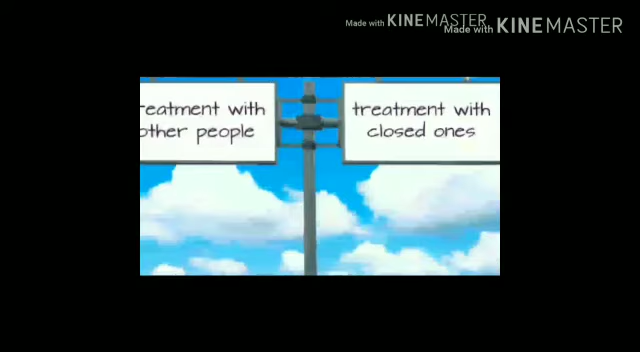 Made with KINEMASTER
Made with KINEMASTER
reatment with
other people
treatment with
closed ones